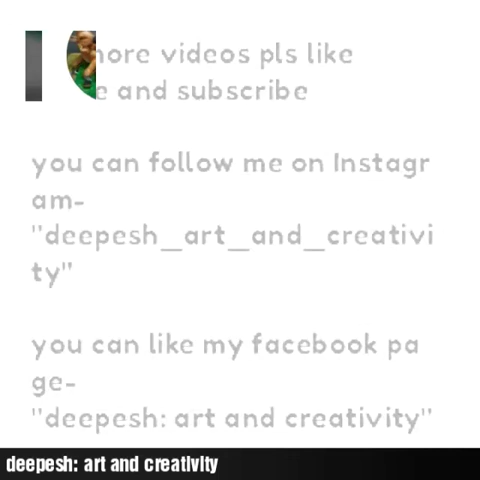 more videos pls like
and subscribe
you can follow me on Instagr
am-
"deepesh_art_and_creativi
ty"
you can like my facebook pa
ge-
"deepesh: art and creativity"
deepesh: art and creativity